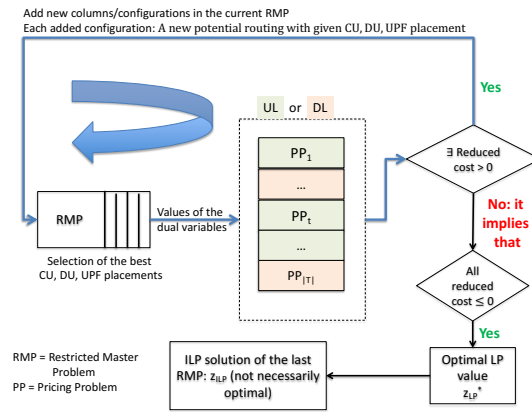 Add new columns/configurations in the current RMP
Each added configuration: A new potential routing with given CU, DU, UPF placement
Yes
UL or DL
PP1
∃ Reduced
cost > 0
...
RMP
Values of the
dual variables
PPt
No: it
implies
that
...
Selection of the best
CU, DU, UPF placements
PP|T|
All
reduced
cost ≤ 0
Yes
RMP = Restricted Master
Problem
PP = Pricing Problem
ILP solution of the last
RMP: zILP (not necessarily
optimal)
Optimal LP
value
zLP*